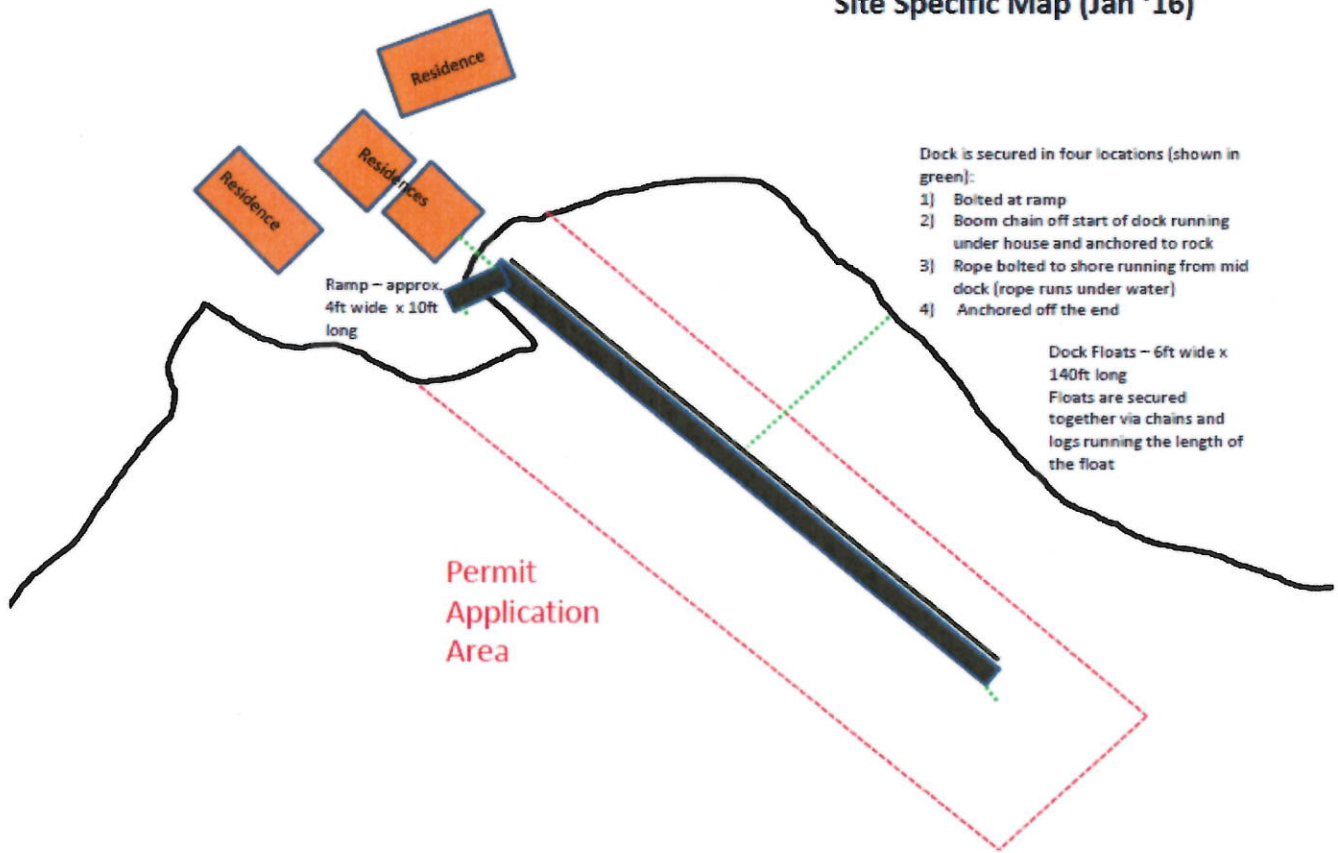 Site Specific Map (Jan '16)
Residence
Residences
Residence
Ramp – approx.
4ft wide x 10ft
long
Dock is secured in four locations (shown in
green):
1) Bolted at ramp
2) Boom chain off start of dock running
under house and anchored to rock
3) Rope bolted to shore running from mid
dock (rope runs under water)
4) Anchored off the end
Dock Floats – 6ft wide x
140ft long
Floats are secured
together via chains and
logs running the length of
the float
Permit
Application
Area